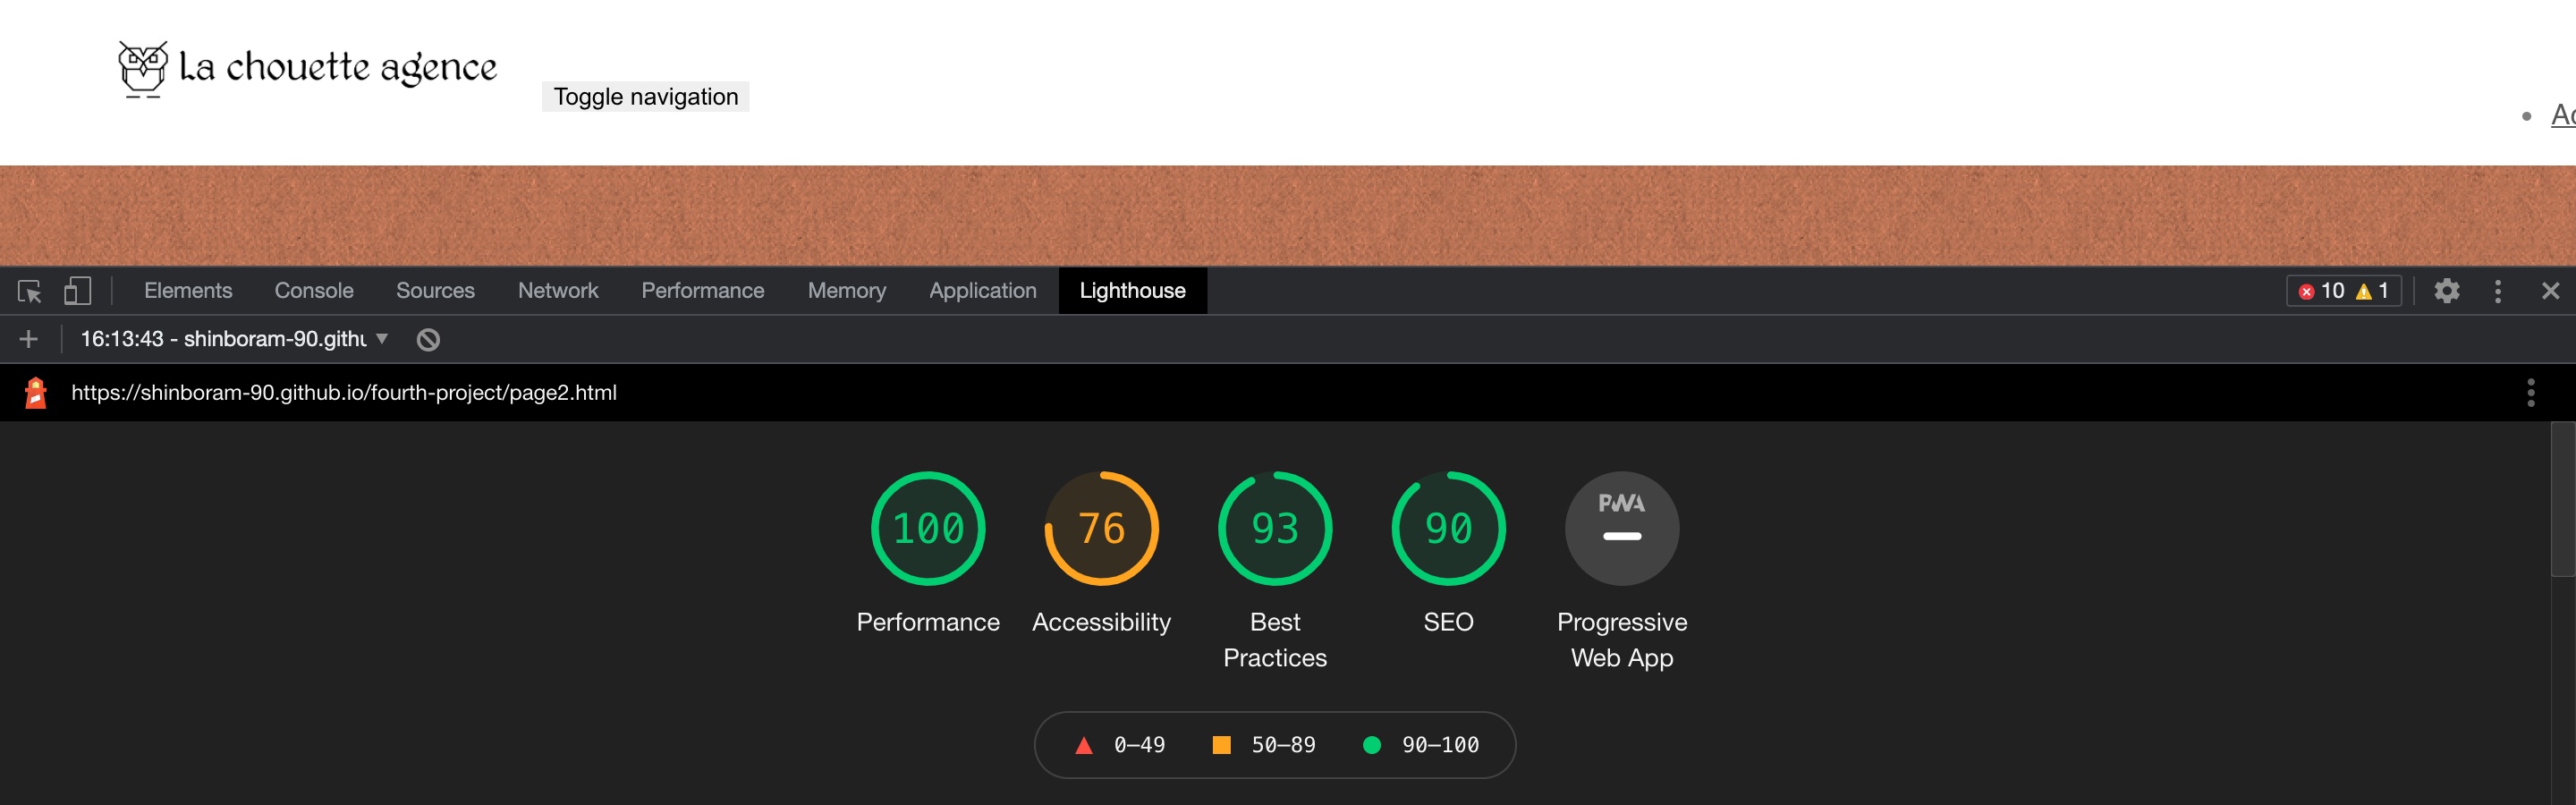 La chouette agence
Toggle navigation
Elements Console Sources Network Performance Memory Application Lighthouse 10 1
16:13:43 - shinboram-90.githu
https://shinboram-90.github.io/fourth-project/page2.html
100 76 93 90 PWA
Performance Accessibility Best Practices SEO Progressive Web App
0–49 50–89 90–100